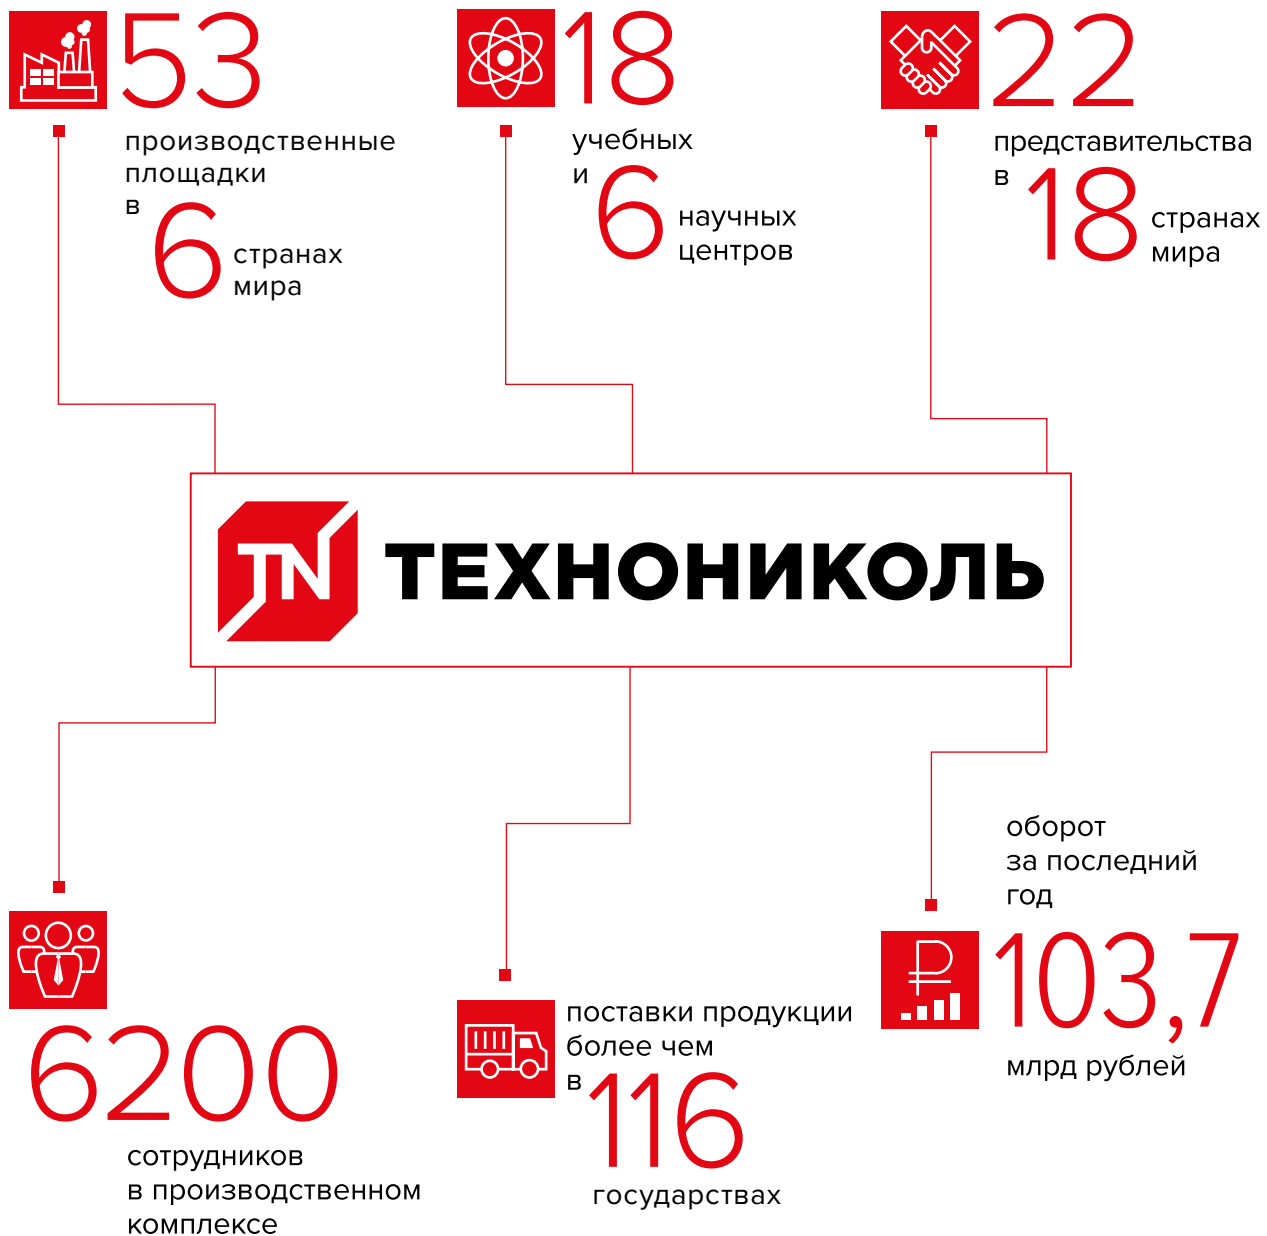 53
производственные
площадки
в 6 странах
мира
18
учебных
и 6 научных
центров
22
представительства
в 18 странах
мира
TN ТЕХНОНИКОЛЬ
6200
сотрудников
в производственном
комплексе
поставки продукции
более чем
в 116
государствах
оборот
за последний
год
103,7
млрд рублей